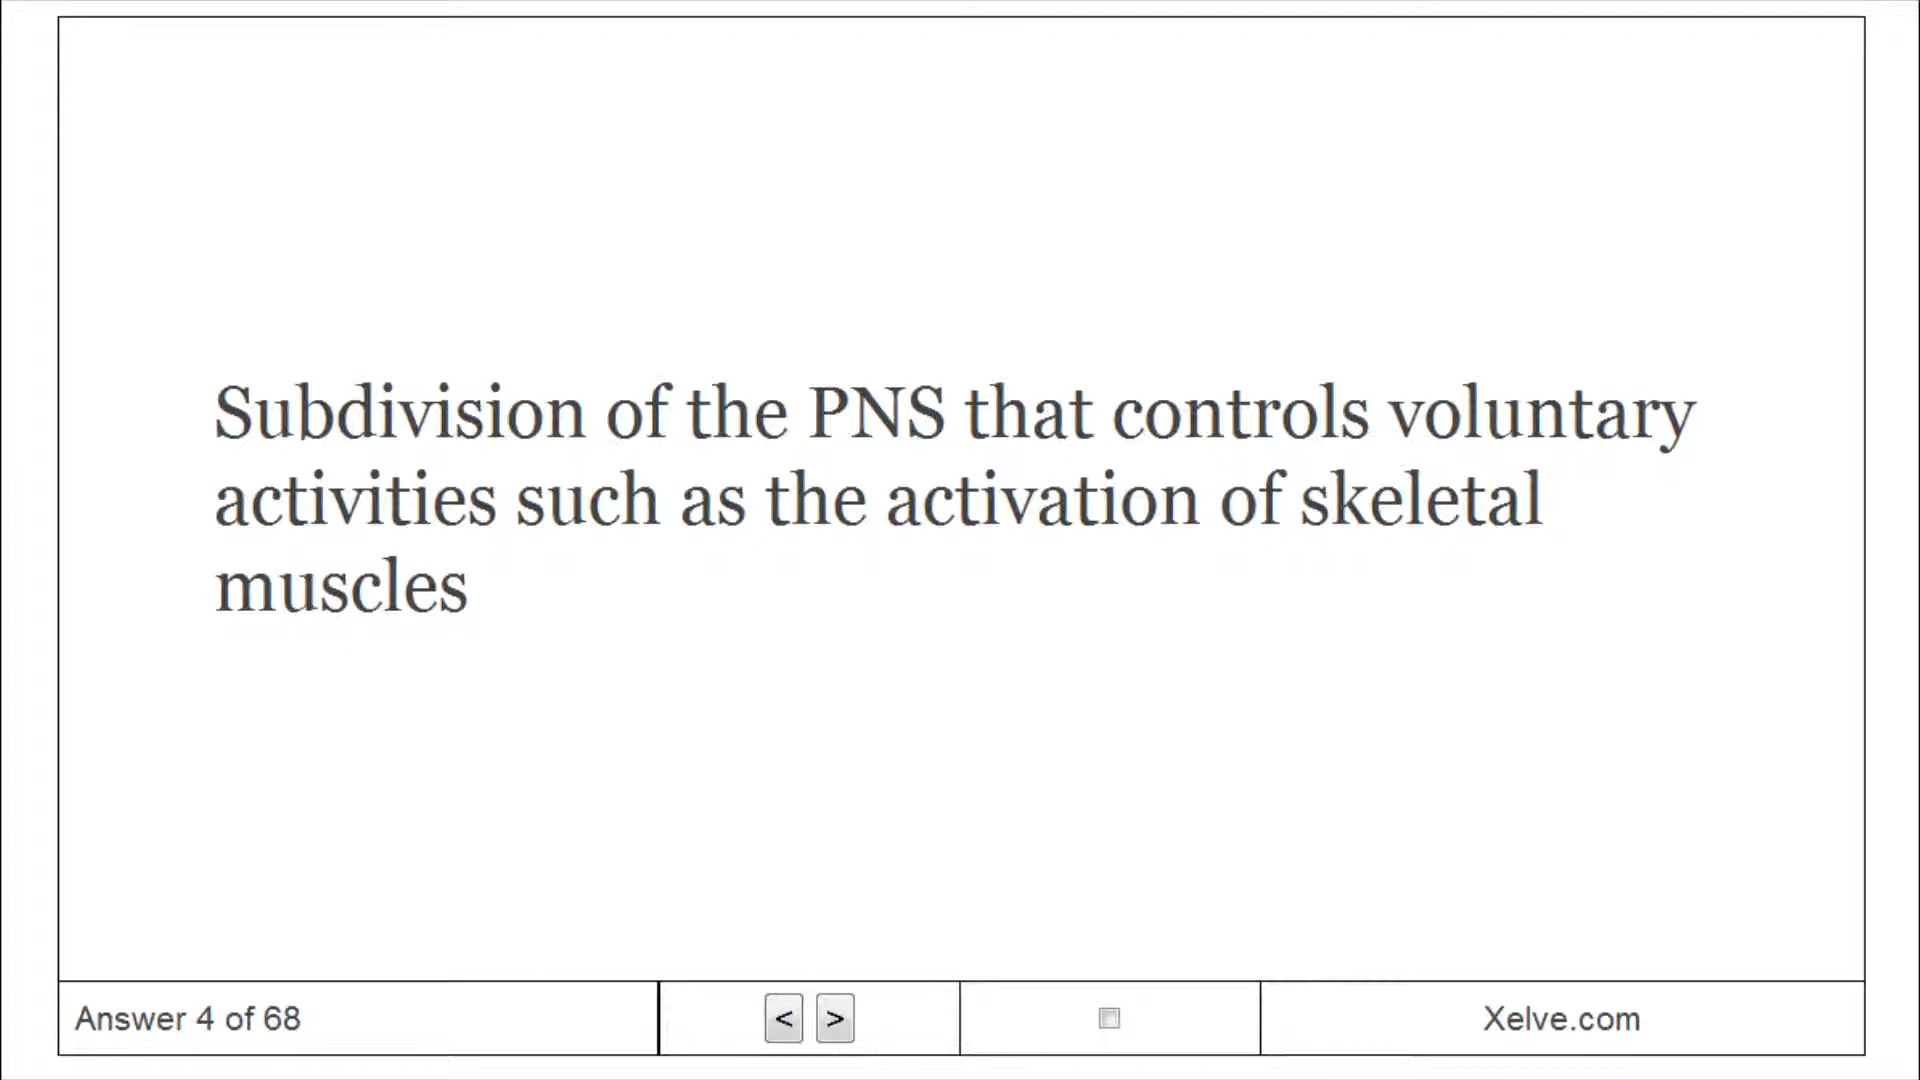 Subdivision of the PNS that controls voluntary
activities such as the activation of skeletal
muscles
Answer 4 of 68
< >
Xelve.com